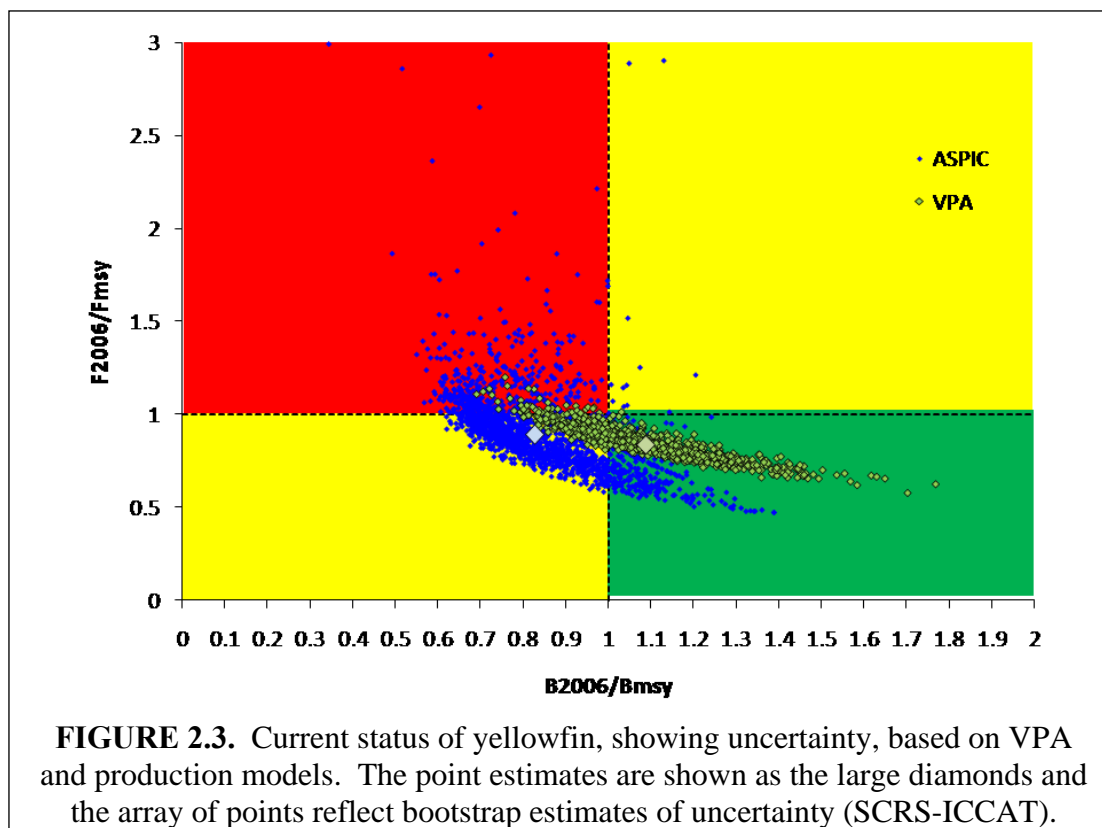 3
2.5
2
1.5
1
0.5
0
F2006/Fmsy
ASPIC
VPA
0 0.1 0.2 0.3 0.4 0.5 0.6 0.7 0.8 0.9 1 1.1 1.2 1.3 1.4 1.5 1.6 1.7 1.8 1.9 2
B2006/Bmsy
FIGURE 2.3. Current status of yellowfin, showing uncertainty, based on VPA
and production models. The point estimates are shown as the large diamonds and
the array of points reflect bootstrap estimates of uncertainty (SCRS-ICCAT).